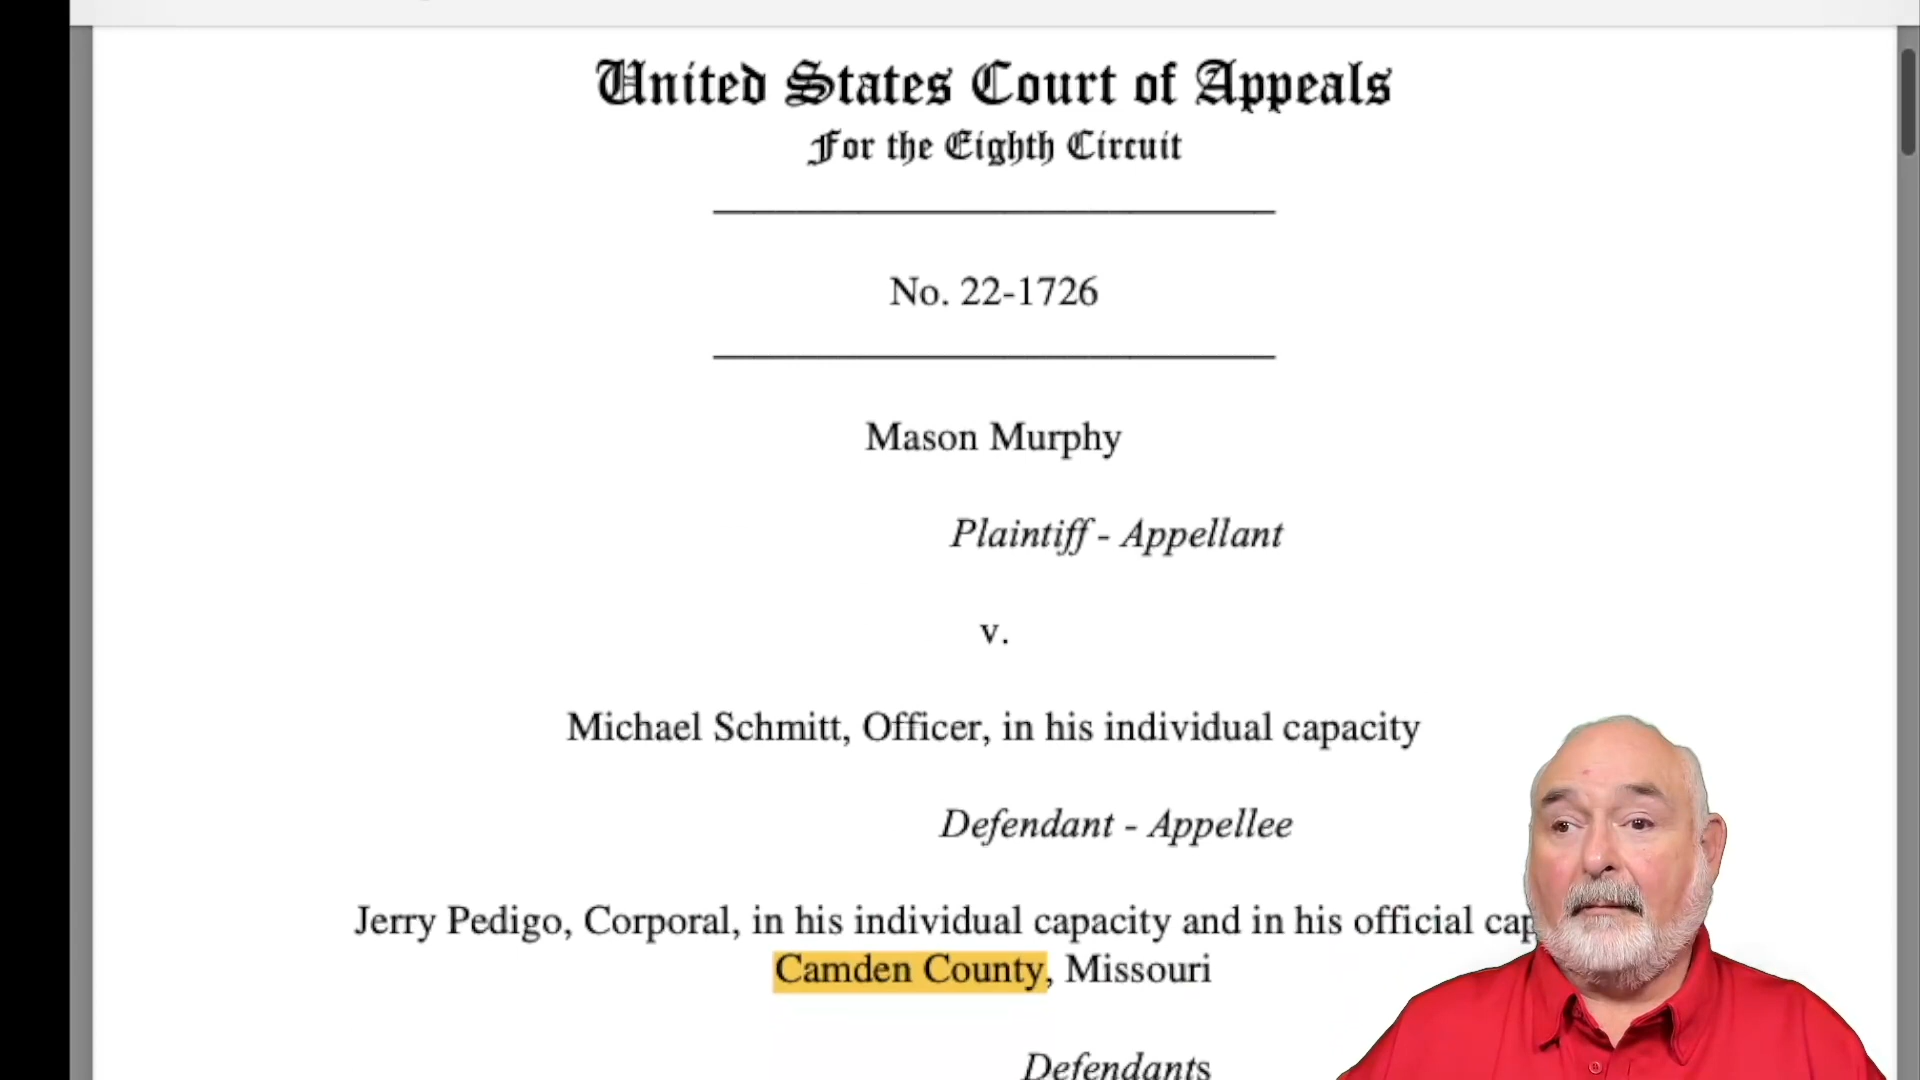 United States Court of Appeals
For the Eighth Circuit
No. 22-1726
Mason Murphy
Plaintiff - Appellant
v.
Michael Schmitt, Officer, in his individual capacity
Defendant - Appellee
Jerry Pedigo, Corporal, in his individual capacity and in his official
Camden County, Missouri
Defendants